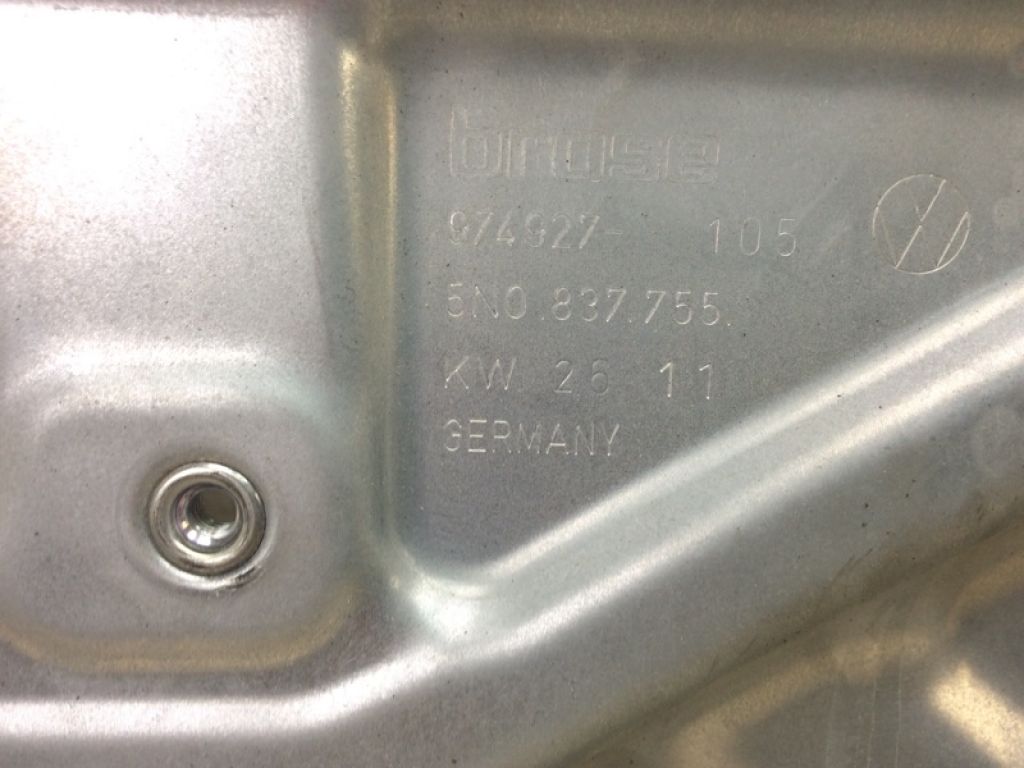 brose
974927- 105
5N0.837.755.
KW 26 11
GERMANY